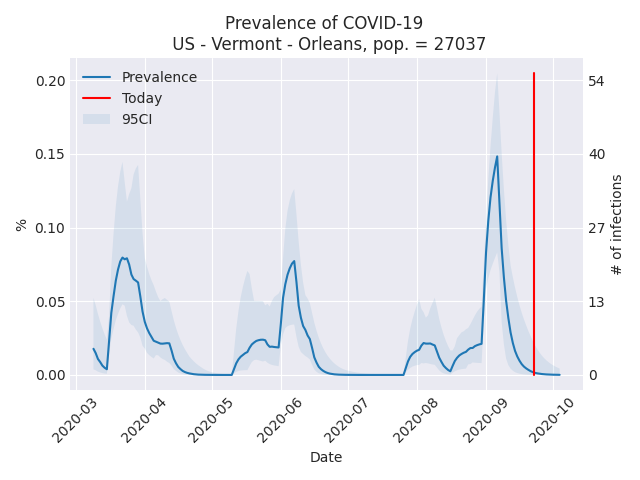 Prevalence of COVID-19
US - Vermont - Orleans, pop. = 27037
Prevalence
Today
95CI
0.20
0.15
0.10
0.05
0.00
%
54
40
27
13
0
# of infections
2020-03
2020-04
2020-05
2020-06
2020-07
2020-08
2020-09
2020-10
Date